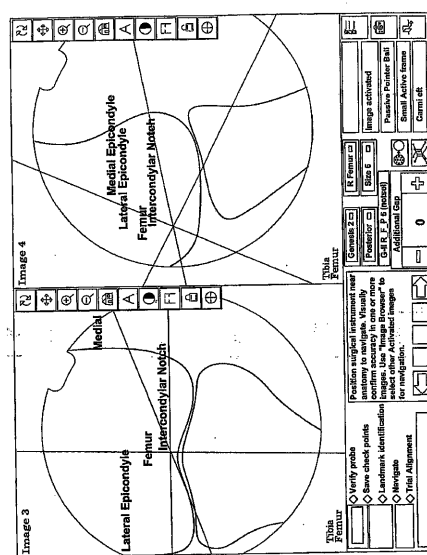 Image 3
Medial
Lateral Epicondyle
Femur
Intercondylar Notch
Tibia
Femur
A
Image 4
Medial Epicondyle
Lateral Epicondyle
Femur
Intercondylar Notch
Tibia
Femur
A
Verify probe
Save check points
Landmark identification
Navigate
Trial Alignment
Position surgical instrument near
anatomy to navigate. Visually
confirm accuracy in one or more
images. Use "Image Browser" to
select other Activated images
for navigation.
Genesis 2
R Femur
Posterior
Size 6
G-II R_F_P 6 (notsel)
Additional Gap
0
Image activated
Passive Pointer Ball
Small Active frame